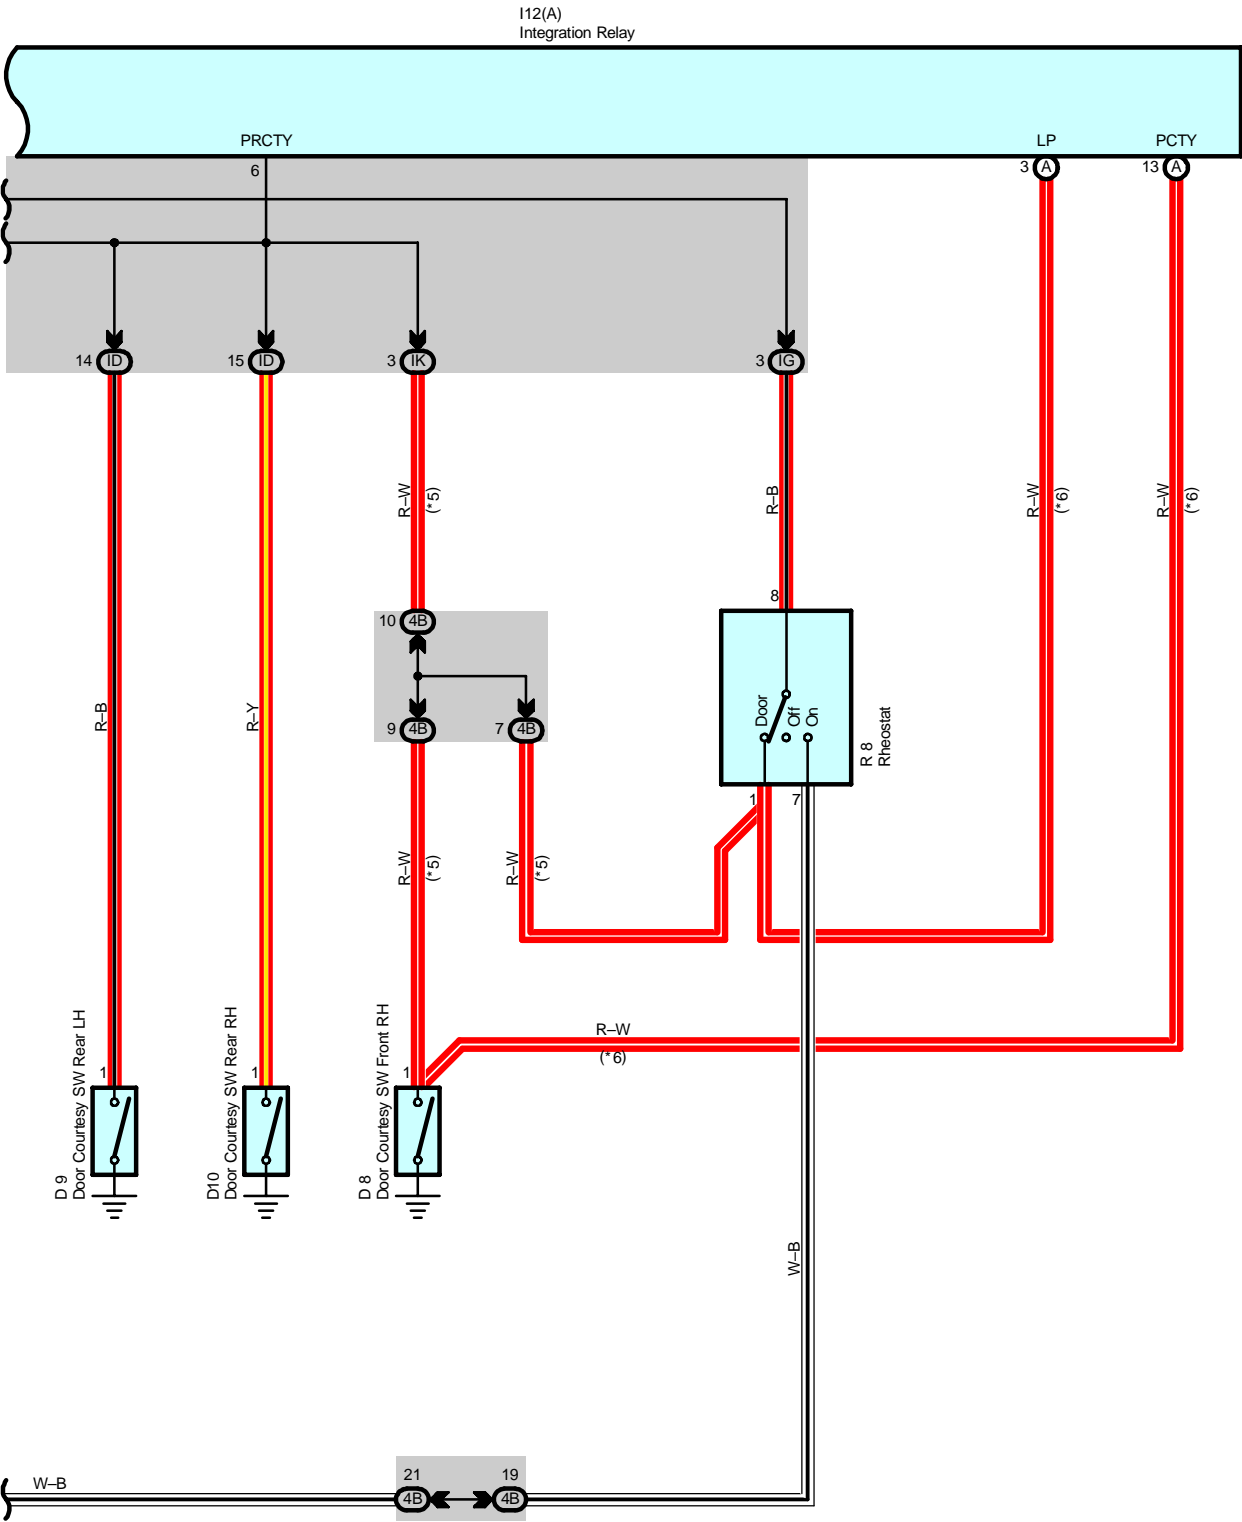 I12(A)
Integration Relay
PRCTY
LP
PCTY
6
3 A
13 A
14 ID
15 ID
3 IK
3 IG
R–W
(*5)
R–B
R–W
(*6)
R–W
(*6)
10 4B
8
R–B
R–Y
9 4B
7 4B
Door
Off
On
R 8
Rheostat
1
7
R–W
(*5)
R–W
(*5)
R–W
(*6)
1
1
1
D 9
Door Courtesy SW Rear LH
D10
Door Courtesy SW Rear RH
D 8
Door Courtesy SW Front RH
W–B
W–B
21
19
4B
4B